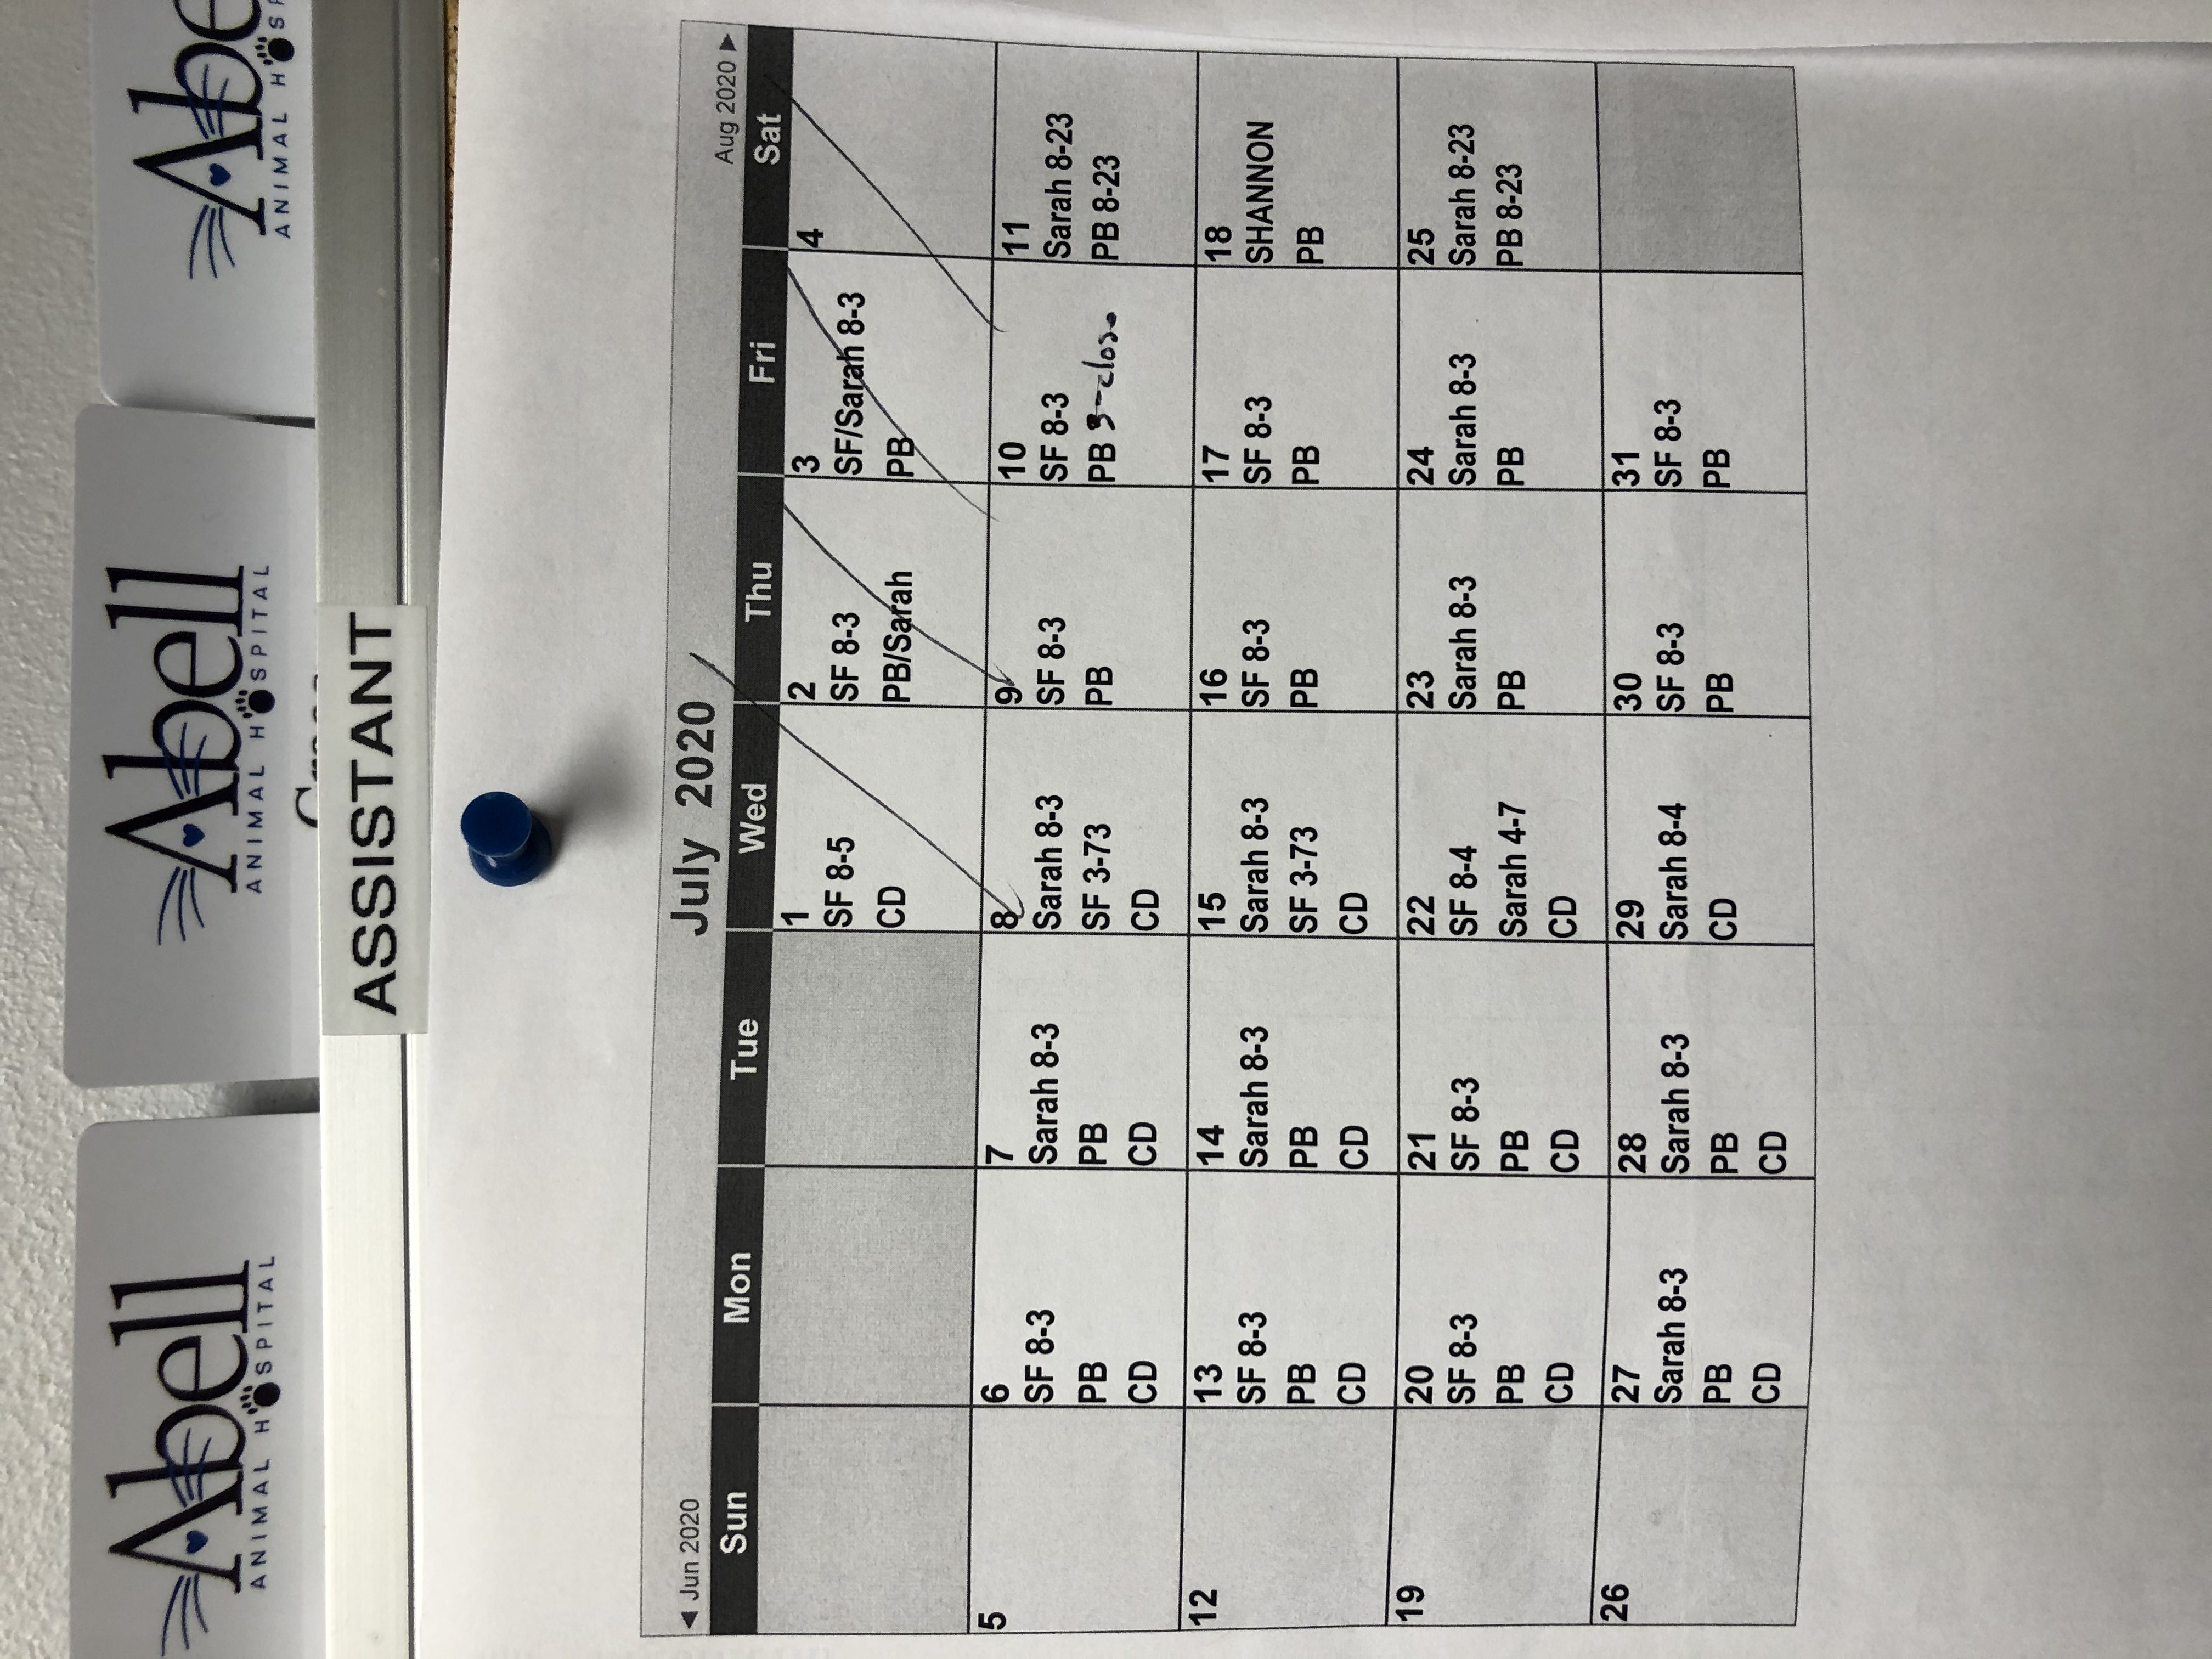 Abell
ANIMAL HOSPITAL
Abell
ANIMAL HOSPITAL
Abe
ANIMAL HOSP
ASSISTANT
◄ Jun 2020
July 2020
Aug 2020 ►
Sun Mon Tue Wed Thu Fri Sat
1
SF 8-5
CD
2
SF 8-3
PB/Sarah
3
SF/Sarah 8-3
PB
4
5
6
SF 8-3
PB
CD
7
Sarah 8-3
PB
CD
8
Sarah 8-3
SF 3-73
CD
9
SF 8-3
PB
10
SF 8-3
PB 3-close
11
Sarah 8-23
PB 8-23
12
13
SF 8-3
PB
CD
14
Sarah 8-3
PB
CD
15
Sarah 8-3
SF 3-73
CD
16
SF 8-3
PB
17
SF 8-3
PB
18
SHANNON
PB
19
20
SF 8-3
PB
CD
21
SF 8-3
PB
CD
22
SF 8-4
Sarah 4-7
CD
23
Sarah 8-3
PB
24
Sarah 8-3
PB
25
Sarah 8-23
PB 8-23
26
27
Sarah 8-3
PB
CD
28
Sarah 8-3
PB
CD
29
Sarah 8-4
CD
30
SF 8-3
PB
31
SF 8-3
PB